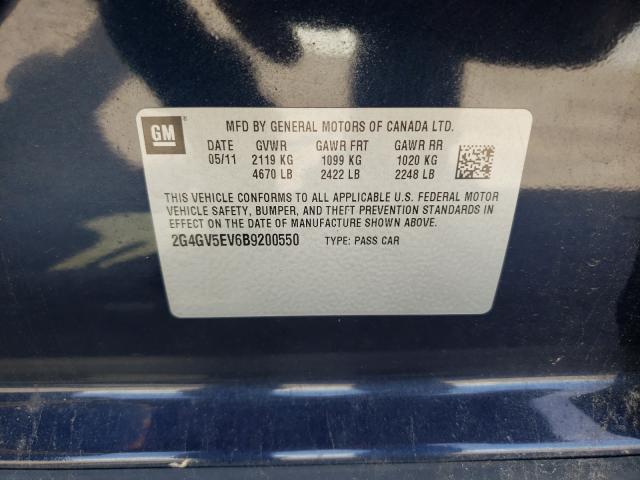 GM ® MFD BY GENERAL MOTORS OF CANADA LTD.
DATE GVWR GAWR FRT GAWR RR
05/11 2119 KG 1099 KG 1020 KG
4670 LB 2422 LB 2248 LB
THIS VEHICLE CONFORMS TO ALL APPLICABLE U.S. FEDERAL MOTOR
VEHICLE SAFETY, BUMPER, AND THEFT PREVENTION STANDARDS IN
EFFECT ON THE DATE OF MANUFACTURE SHOWN ABOVE.
2G4GV5EV6B9200550 TYPE: PASS CAR